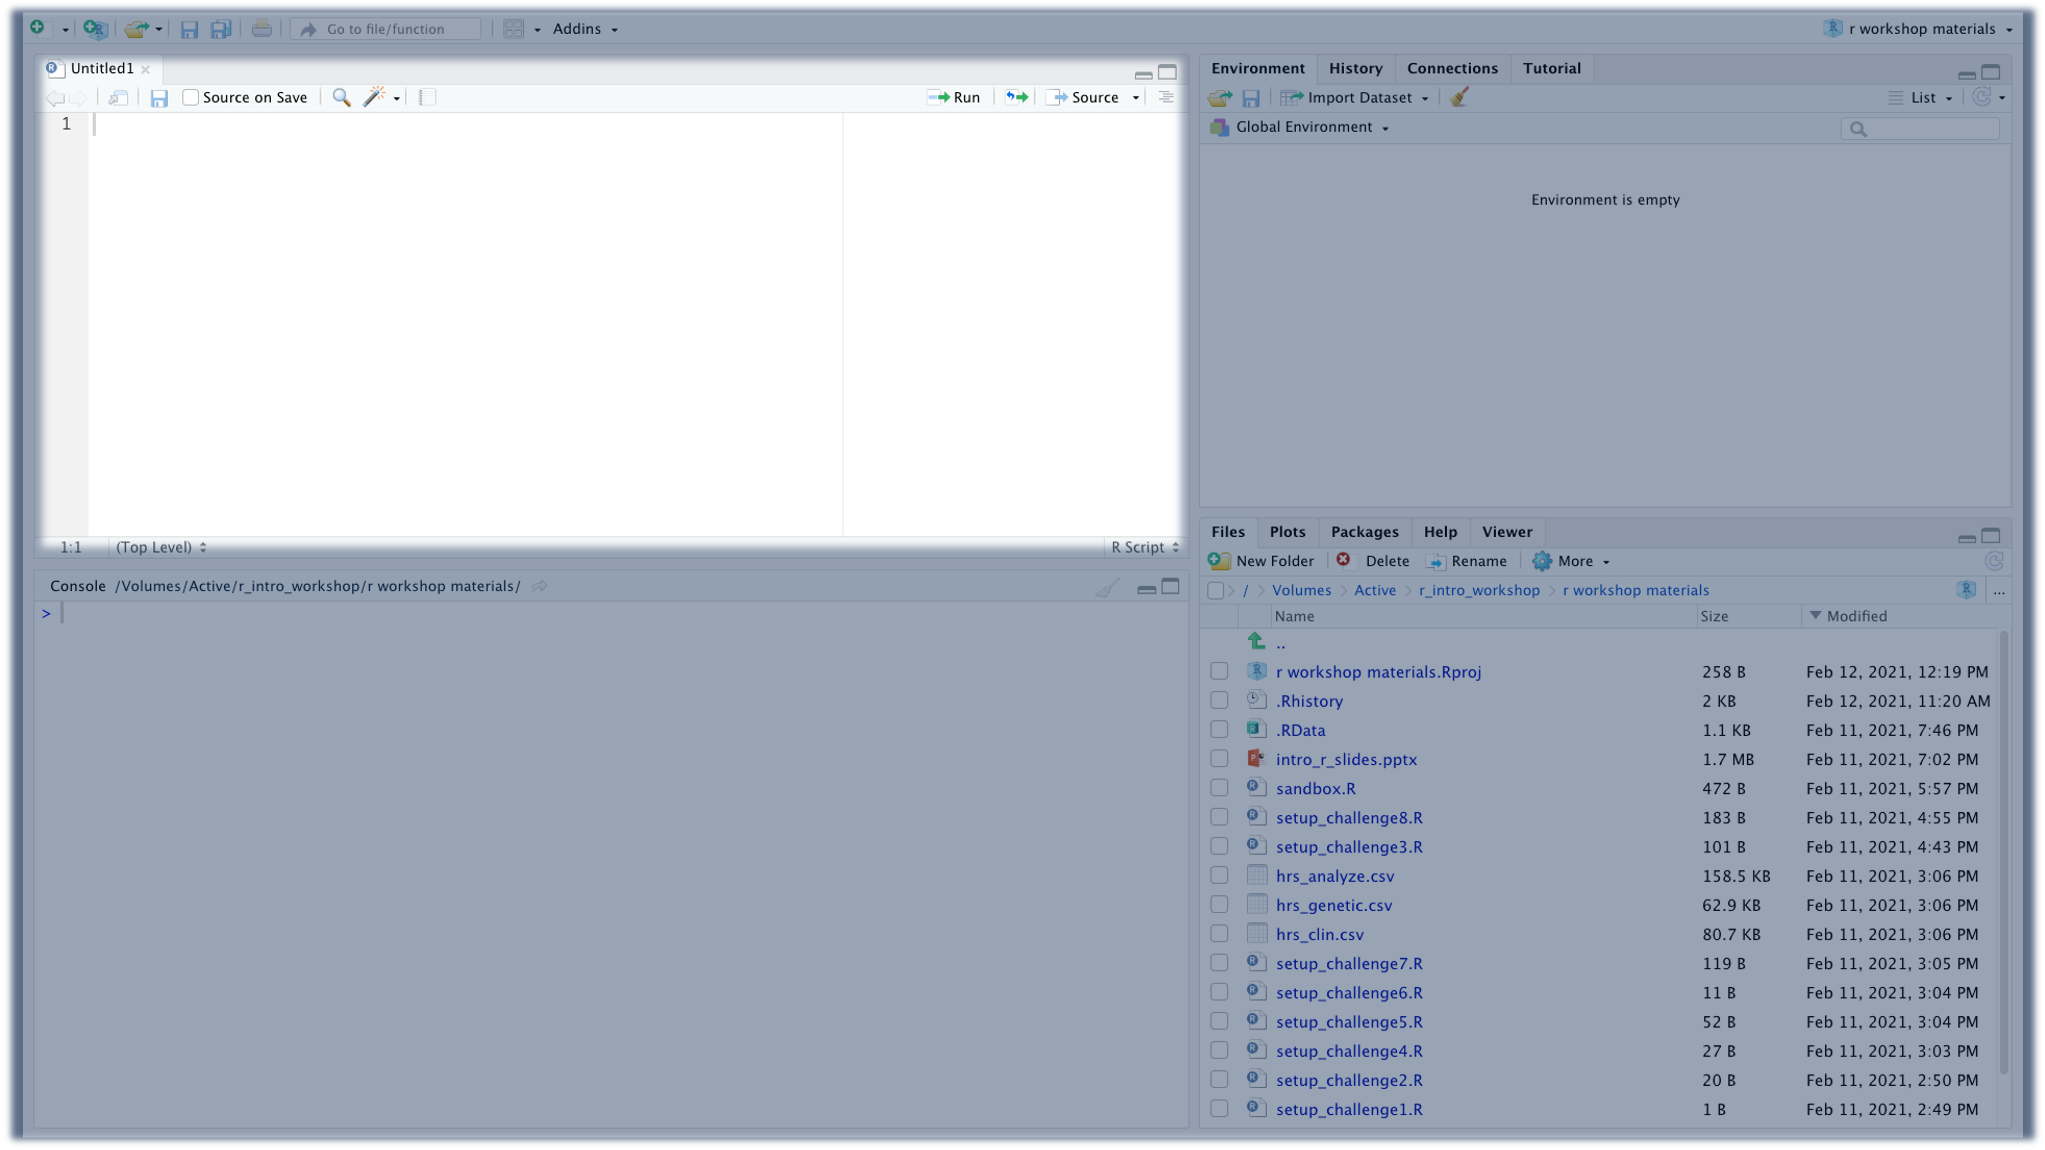 Go to file/function Addins r workshop materials
Untitled1
Source on Save Run Source
1
1:1 (Top Level) R Script
Console /Volumes/Active/r_intro_workshop/r workshop materials/
>
Environment History Connections Tutorial
Import Dataset List
Global Environment
Environment is empty
Files Plots Packages Help Viewer
New Folder Delete Rename More
/ Volumes Active r_intro_workshop r workshop materials ...
Name Size Modified
..
r workshop materials.Rproj 258 B Feb 12, 2021, 12:19 PM
.Rhistory 2 KB Feb 12, 2021, 11:20 AM
.RData 1.1 KB Feb 11, 2021, 7:46 PM
intro_r_slides.pptx 1.7 MB Feb 11, 2021, 7:02 PM
sandbox.R 472 B Feb 11, 2021, 5:57 PM
setup_challenge8.R 183 B Feb 11, 2021, 4:55 PM
setup_challenge3.R 101 B Feb 11, 2021, 4:43 PM
hrs_analyze.csv 158.5 KB Feb 11, 2021, 3:06 PM
hrs_genetic.csv 62.9 KB Feb 11, 2021, 3:06 PM
hrs_clin.csv 80.7 KB Feb 11, 2021, 3:06 PM
setup_challenge7.R 119 B Feb 11, 2021, 3:05 PM
setup_challenge6.R 11 B Feb 11, 2021, 3:04 PM
setup_challenge5.R 52 B Feb 11, 2021, 3:04 PM
setup_challenge4.R 27 B Feb 11, 2021, 3:03 PM
setup_challenge2.R 20 B Feb 11, 2021, 2:50 PM
setup_challenge1.R 1 B Feb 11, 2021, 2:49 PM